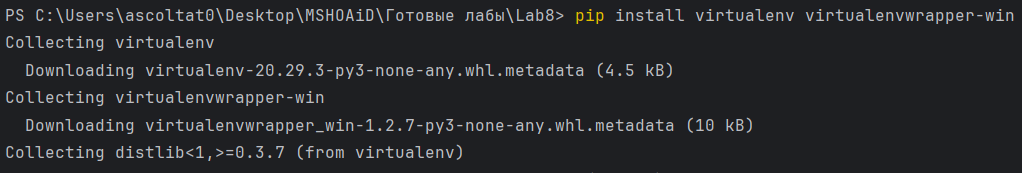 PS C:\Users\ascoltat0\Desktop\MSHOAiD\Готовые лабы\Lab8> pip install virtualenv virtualenvwrapper-win
Collecting virtualenv
  Downloading virtualenv-20.29.3-py3-none-any.whl.metadata (4.5 kB)
Collecting virtualenvwrapper-win
  Downloading virtualenvwrapper_win-1.2.7-py3-none-any.whl.metadata (10 kB)
Collecting distlib<1,>=0.3.7 (from virtualenv)